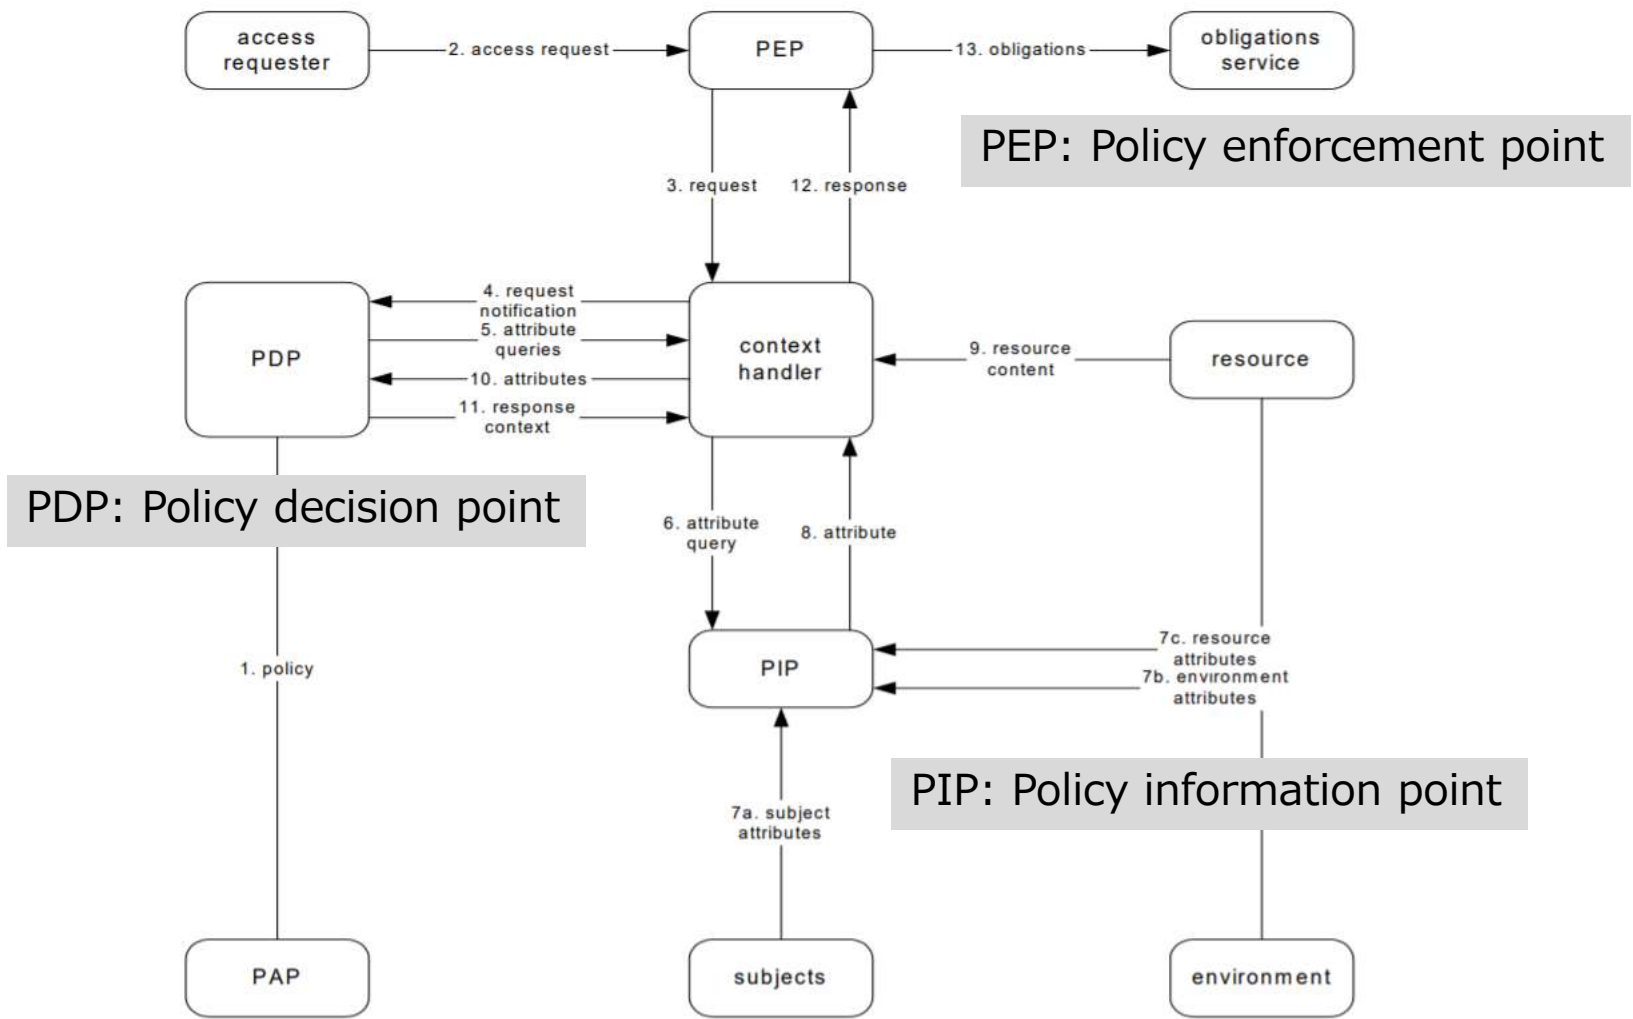 access
requester
2. access request
PEP
13. obligations
obligations
service
PEP: Policy enforcement point
3. request
12. response
4. request
notification
5. attribute
queries
PDP
context
handler
10. attributes
11. response
context
9. resource
content
resource
PDP: Policy decision point
6. attribute
query
8. attribute
1. policy
PIP
7c. resource
attributes
7b. environment
attributes
PIP: Policy information point
7a. subject
attributes
PAP
subjects
environment